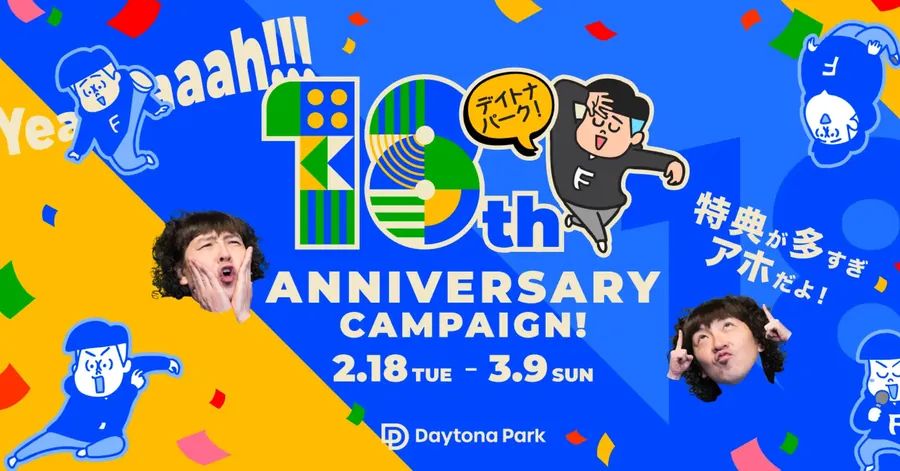 Yeaaaaah!!!
18th
デイトナ
パーク!
F
F
F
特典が多すぎ
アホだよ!
ANNIVERSARY
CAMPAIGN!
2.18 TUE - 3.9 SUN
Daytona Park